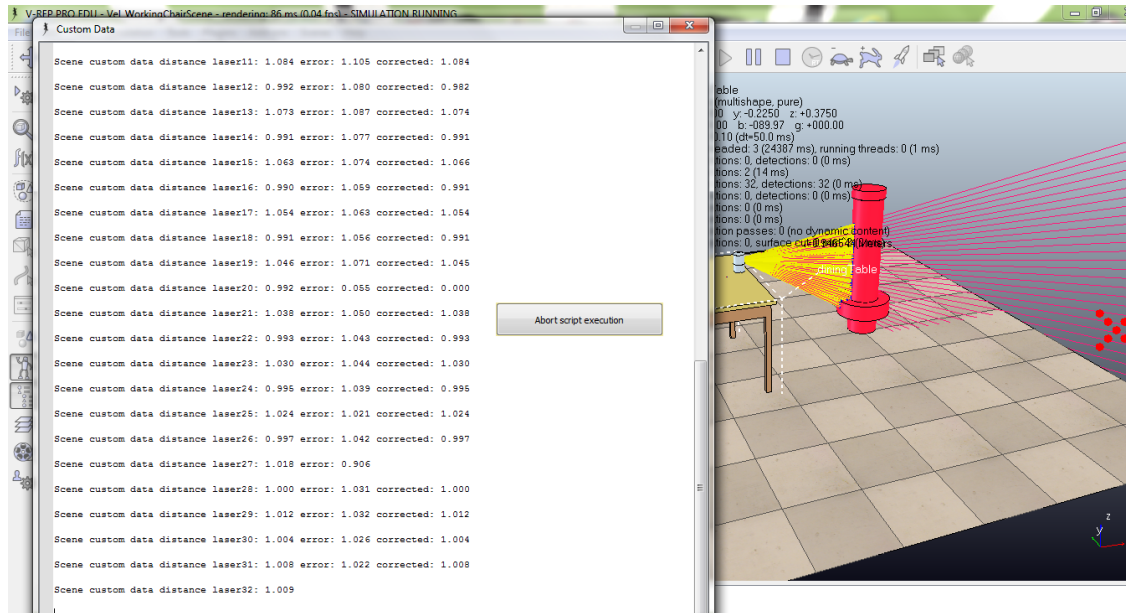 V-REP PRO EDU - Vel_WorkingChairScene - rendering: 86 ms (0.04 fps) - SIMULATION RUNNING
File
Custom Data
Scene custom data distance laser11: 1.084 error: 1.105 corrected: 1.084
Scene custom data distance laser12: 0.992 error: 1.080 corrected: 0.982
Scene custom data distance laser13: 1.073 error: 1.087 corrected: 1.074
Scene custom data distance laser14: 0.991 error: 1.077 corrected: 0.991
Scene custom data distance laser15: 1.063 error: 1.074 corrected: 1.066
Scene custom data distance laser16: 0.990 error: 1.059 corrected: 0.991
Scene custom data distance laser17: 1.054 error: 1.063 corrected: 1.054
Scene custom data distance laser18: 0.991 error: 1.056 corrected: 0.991
Scene custom data distance laser19: 1.046 error: 1.071 corrected: 1.045
Scene custom data distance laser20: 0.992 error: 0.055 corrected: 0.000
Scene custom data distance laser21: 1.038 error: 1.050 corrected: 1.038
Scene custom data distance laser22: 0.993 error: 1.043 corrected: 0.993
Scene custom data distance laser23: 1.030 error: 1.044 corrected: 1.030
Scene custom data distance laser24: 0.995 error: 1.039 corrected: 0.995
Scene custom data distance laser25: 1.024 error: 1.021 corrected: 1.024
Scene custom data distance laser26: 0.997 error: 1.042 corrected: 0.997
Scene custom data distance laser27: 1.018 error: 0.906
Scene custom data distance laser28: 1.000 error: 1.031 corrected: 1.000
Scene custom data distance laser29: 1.012 error: 1.032 corrected: 1.012
Scene custom data distance laser30: 1.004 error: 1.026 corrected: 1.004
Scene custom data distance laser31: 1.008 error: 1.022 corrected: 1.008
Scene custom data distance laser32: 1.009
Abort script execution
able
(multishape, pure)
00 y: -0.2250 z: +0.3750
00 b: -089.97 g: +000.00
0.10 (dt=50.0 ms)
eaded: 3 (24387 ms), running threads: 0 (1 ms)
tions: 0, detections: 0 (0 ms)
tions: 2 (14 ms)
tions: 32, detections: 32 (0 ms)
tions: 0, detections: 0 (0 ms)
tions: 0 (0 ms)
tions: 0 (0 ms)
tion passes: 0 (no dynamic content)
tions: 0, surface cut
diningTable
z
y